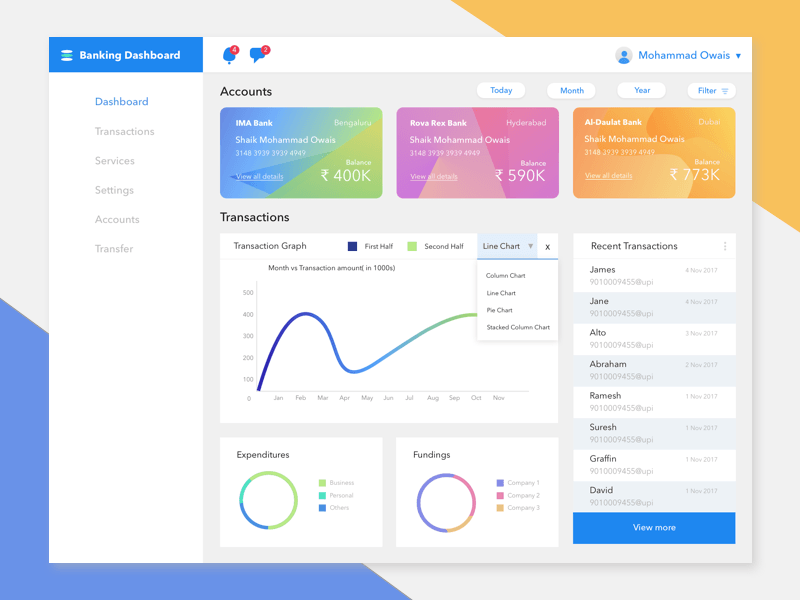 Banking Dashboard
4
2
Mohammad Owais
Dashboard
Transactions
Services
Settings
Accounts
Transfer
Accounts
Today
Month
Year
Filter
IMA Bank
Bengaluru
Shaik Mohammad Owais
3148 3939 3939 4949
Balance
View all details
₹ 400K
Rova Rex Bank
Hyderabad
Shaik Mohammad Owais
3148 3939 3939 4949
Balance
View all details
₹ 590K
Al-Daulat Bank
Dubai
Shaik Mohammad Owais
3148 3939 3939 4949
Balance
View all details
₹ 773K
Transactions
Transaction Graph
First Half
Second Half
Line Chart
x
Column Chart
Line Chart
Pie Chart
Stacked Column Chart
Month vs Transaction amount( in 1000s)
500
400
300
200
100
0
Jan Feb Mar Apr May Jun Jul Aug Sep Oct Nov
Recent Transactions
James
4 Nov 2017
9010009455@upi
Jane
4 Nov 2017
9010009455@upi
Alto
3 Nov 2017
9010009455@upi
Abraham
2 Nov 2017
9010009455@upi
Ramesh
1 Nov 2017
9010009455@upi
Suresh
1 Nov 2017
9010009455@upi
Graffin
1 Nov 2017
9010009455@upi
David
1 Nov 2017
9010009455@upi
View more
Expenditures
Business
Personal
Others
Fundings
Company 1
Company 2
Company 3